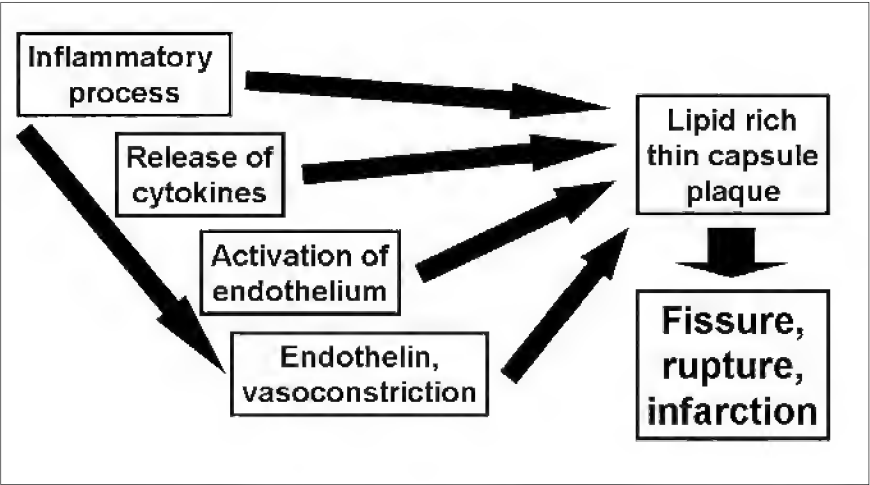 Inflammatory
process
Release of
cytokines
Activation of
endothelium
Endothelin,
vasoconstriction
Lipid rich
thin capsule
plaque
Fissure,
rupture,
infarction